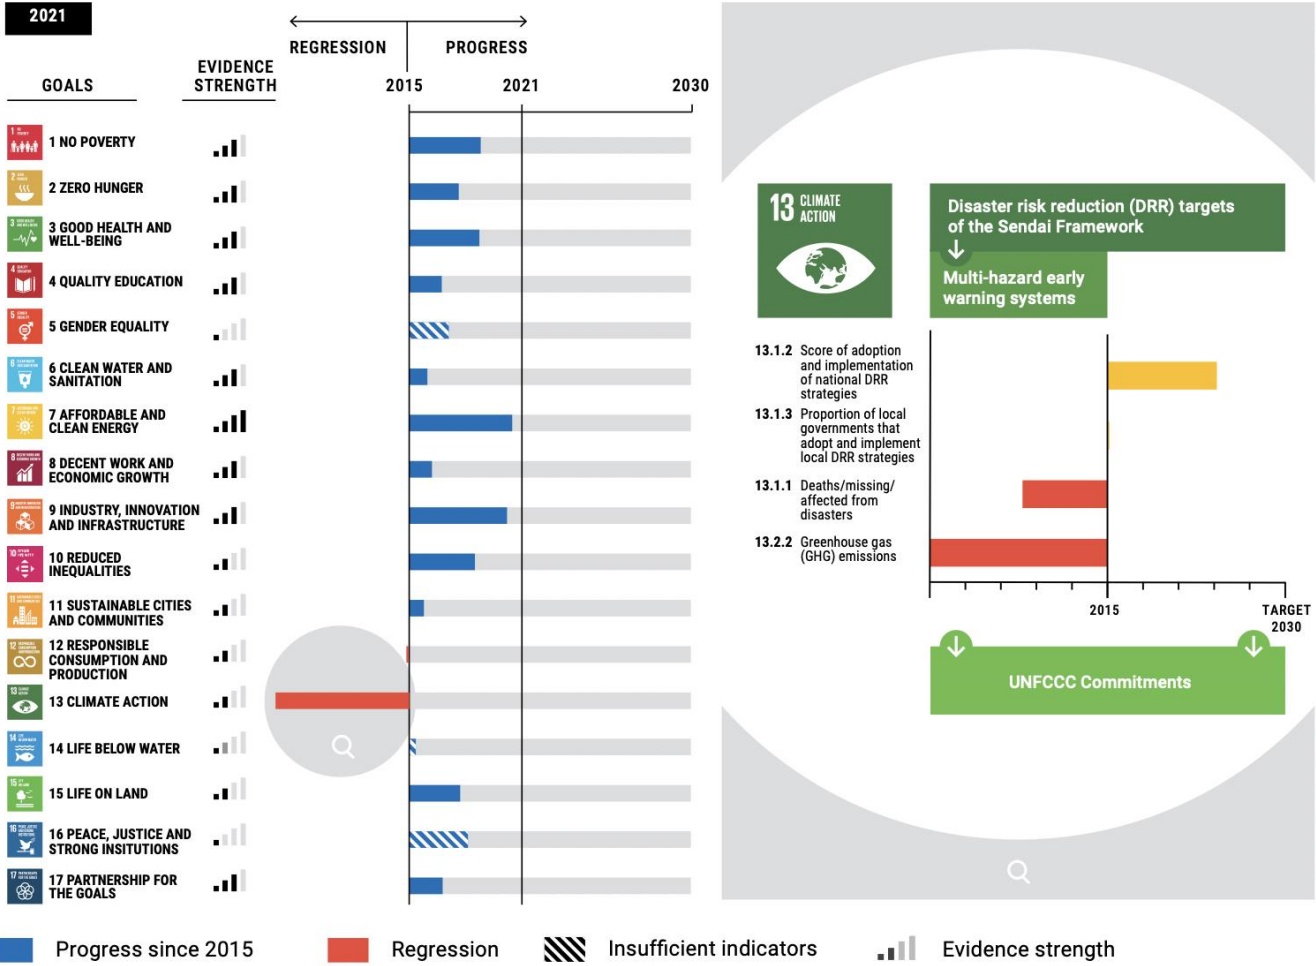 2021
REGRESSION
PROGRESS
GOALS
EVIDENCE
STRENGTH
2015
2021
2030
1 NO POVERTY
2 ZERO HUNGER
3 GOOD HEALTH AND
WELL-BEING
4 QUALITY EDUCATION
5 GENDER EQUALITY
6 CLEAN WATER AND
SANITATION
7 AFFORDABLE AND
CLEAN ENERGY
8 DECENT WORK AND
ECONOMIC GROWTH
9 INDUSTRY, INNOVATION
AND INFRASTRUCTURE
10 REDUCED
INEQUALITIES
11 SUSTAINABLE CITIES
AND COMMUNITIES
12 RESPONSIBLE
CONSUMPTION AND
PRODUCTION
13 CLIMATE ACTION
14 LIFE BELOW WATER
15 LIFE ON LAND
16 PEACE, JUSTICE AND
STRONG INSITUTIONS
17 PARTNERSHIP FOR
THE GOALS
13 CLIMATE
ACTION
Disaster risk reduction (DRR) targets
of the Sendai Framework
Multi-hazard early
warning systems
13.1.2 Score of adoption
and implementation
of national DRR
strategies
13.1.3 Proportion of local
governments that
adopt and implement
local DRR strategies
13.1.1 Deaths/missing/
affected from
disasters
13.2.2 Greenhouse gas
(GHG) emissions
2015
TARGET
2030
UNFCCC Commitments
Progress since 2015
Regression
Insufficient indicators
Evidence strength